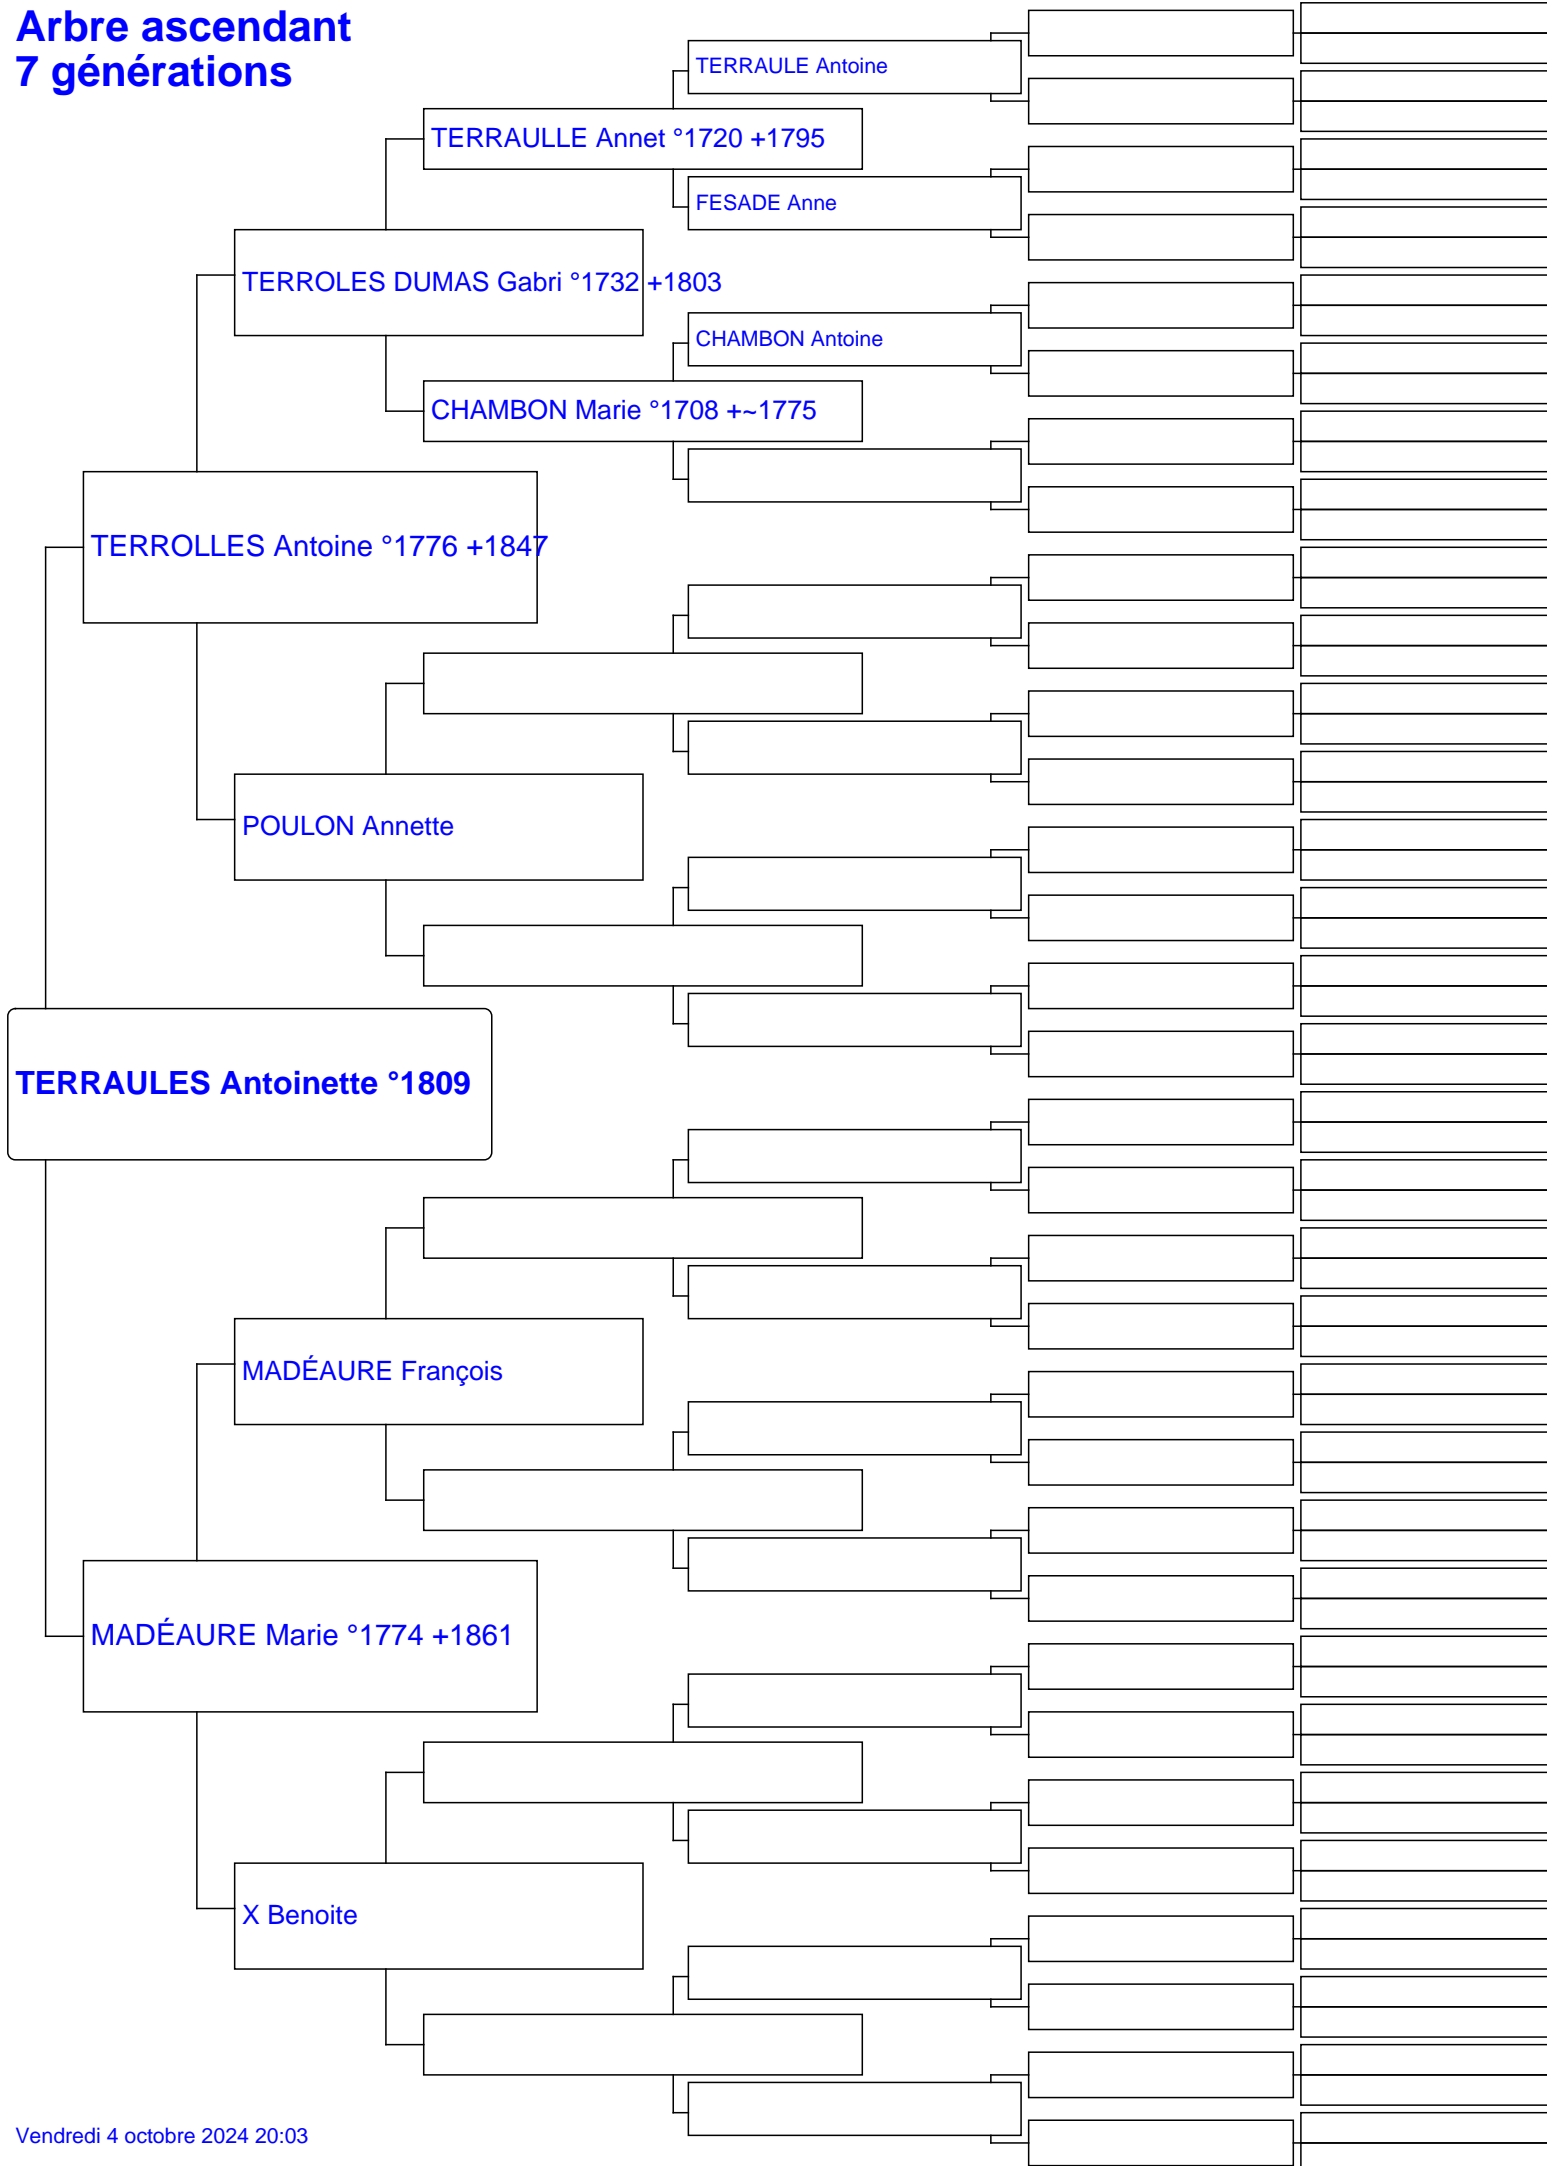 Arbre ascendant
7 générations
TERRAULE Antoine
TERRAULLE Annet °1720 +1795
FESADE Anne
TERROLES DUMAS Gabri °1732 +1803
CHAMBON Antoine
CHAMBON Marie °1708 +~1775
TERROLLES Antoine °1776 +1847
POULON Annette
TERRAULES Antoinette °1809
MADÉAURE François
MADÉAURE Marie °1774 +1861
X Benoite
Vendredi 4 octobre 2024 20:03